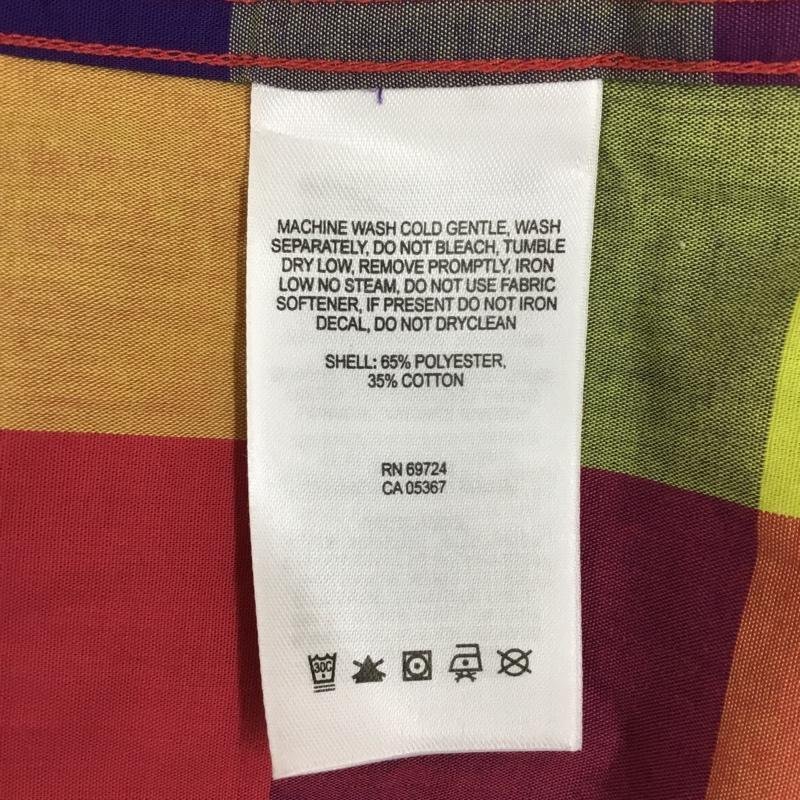 MACHINE WASH COLD GENTLE, WASH
SEPARATELY, DO NOT BLEACH, TUMBLE
DRY LOW, REMOVE PROMPTLY, IRON
LOW NO STEAM, DO NOT USE FABRIC
SOFTENER, IF PRESENT DO NOT IRON
DECAL, DO NOT DRYCLEAN
SHELL: 65% POLYESTER,
35% COTTON
RN 69724
CA 05367
30C